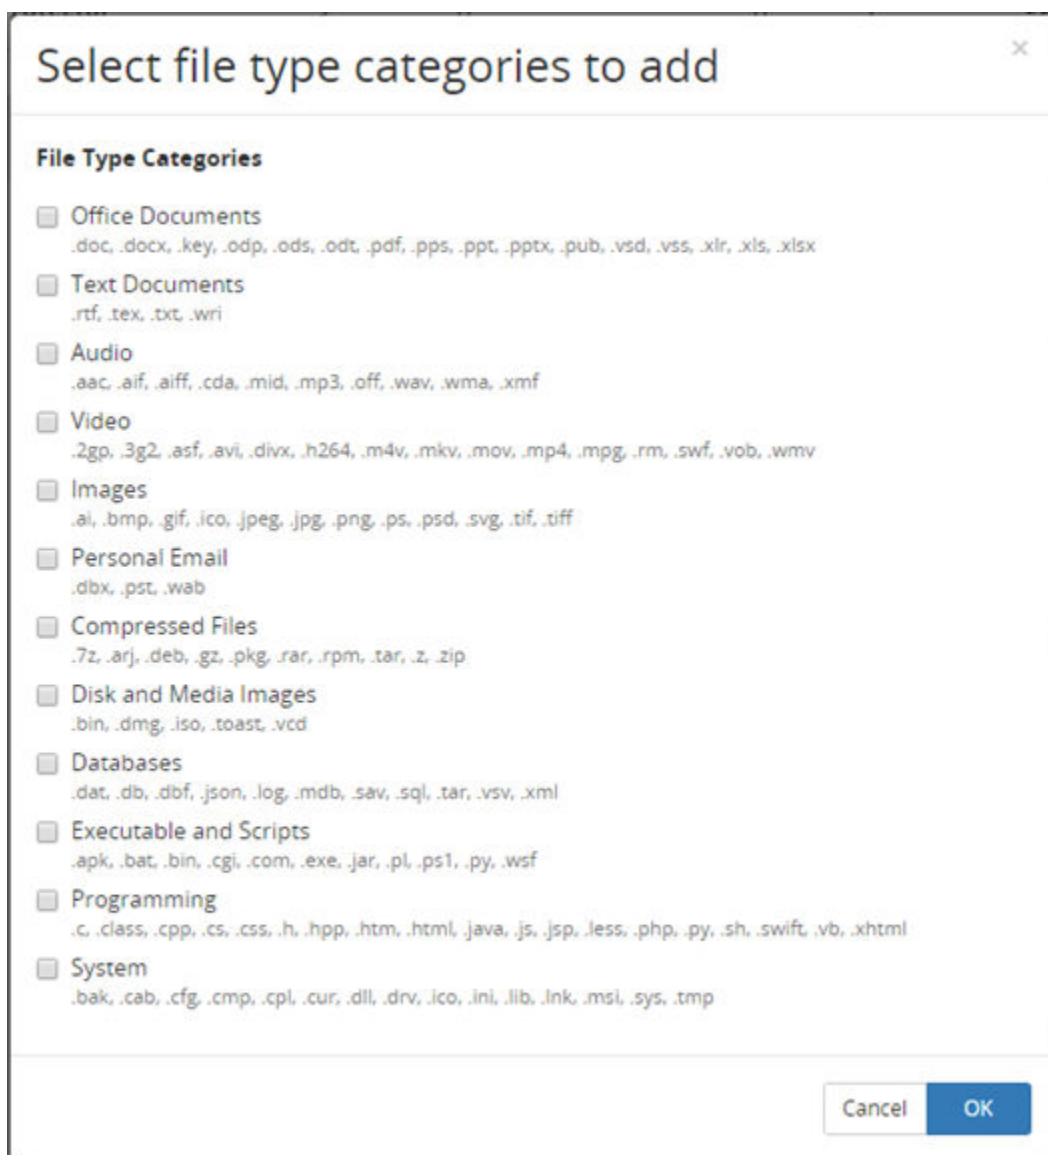 Select file type categories to add
×
File Type Categories
Office Documents
.doc, .docx, .key, .odp, .ods, .odt, .pdf, .pps, .ppt, .pptx, .pub, .vsd, .vss, .xlr, .xls, .xlsx
Text Documents
.rtf, .tex, .txt, .wri
Audio
.aac, .aif, .aiff, .cda, .mid, .mp3, .off, .wav, .wma, .xmf
Video
.2gp, .3g2, .asf, .avi, .divx, .h264, .m4v, .mkv, .mov, .mp4, .mpg, .rm, .swf, .vob, .wmv
Images
.ai, .bmp, .gif, .ico, .jpeg, .jpg, .png, .ps, .psd, .svg, .tif, .tiff
Personal Email
.dbx, .pst, .wab
Compressed Files
.7z, .arj, .deb, .gz, .pkg, .rar, .rpm, .tar, .z, .zip
Disk and Media Images
.bin, .dmg, .iso, .toast, .vcd
Databases
.dat, .db, .dbf, .json, .log, .mdb, .sav, .sql, .tar, .vsv, .xml
Executable and Scripts
.apk, .bat, .bin, .cgi, .com, .exe, .jar, .pl, .ps1, .py, .wsf
Programming
.c, .class, .cpp, .cs, .css, .h, .hpp, .htm, .html, .java, .js, .jsp, .less, .php, .py, .sh, .swift, .vb, .xhtml
System
.bak, .cab, .cfg, .cmp, .cpl, .cur, .dll, .drv, .ico, .ini, .lib, .lnk, .msi, .sys, .tmp
Cancel OK